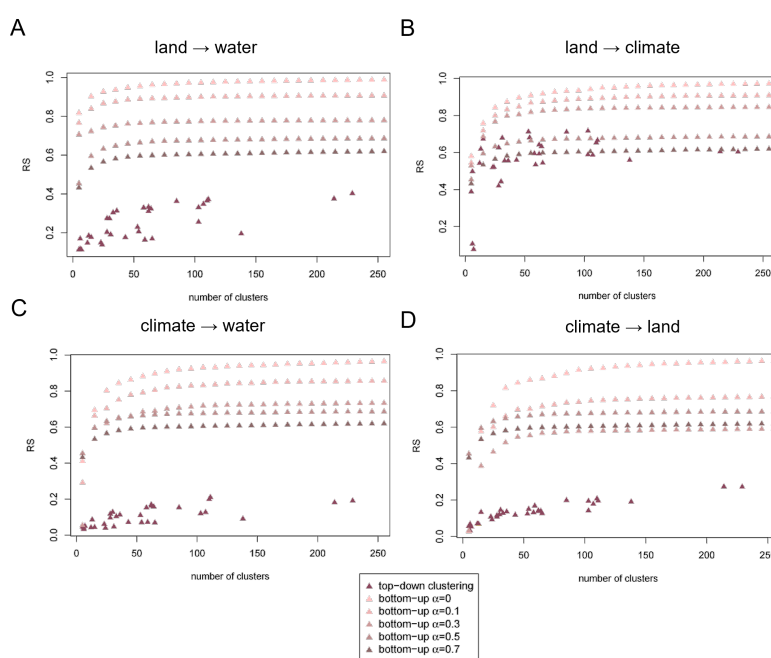 A
land → water
1.0
0.8
0.6
0.4
0.2
RS
0
50
100
150
200
250
number of clusters
B
land → climate
1.0
0.8
0.6
0.4
0.2
0.0
RS
0
50
100
150
200
250
number of clusters
C
climate → water
1.0
0.8
0.6
0.4
0.2
0.0
RS
0
50
100
150
200
250
number of clusters
D
climate → land
1.0
0.8
0.6
0.4
0.2
0.0
RS
0
50
100
150
200
250
number of clusters
top−down clustering
bottom−up α=0
bottom−up α=0.1
bottom−up α=0.3
bottom−up α=0.5
bottom−up α=0.7